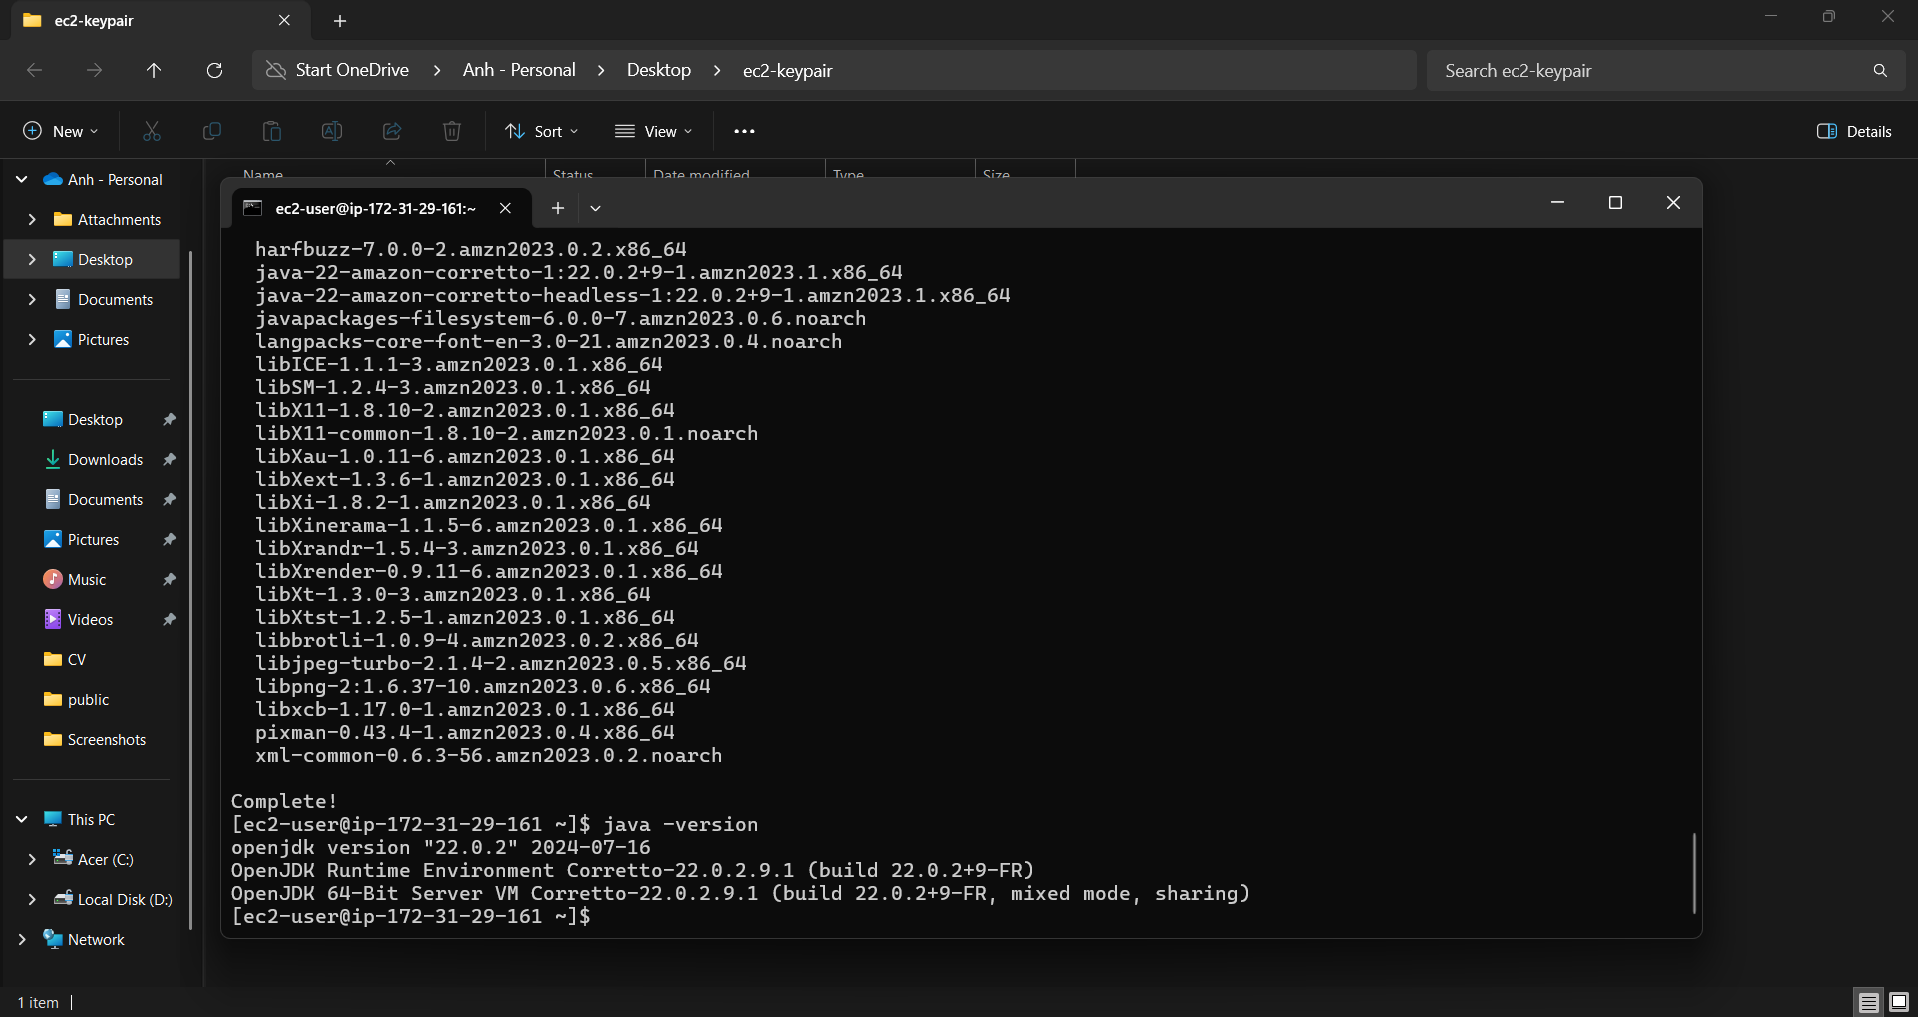 ec2-keypair
Start OneDrive > Anh - Personal > Desktop > ec2-keypair
Search ec2-keypair
New
Sort
View
Details
Name
Status
Date modified
Type
Size
Anh - Personal
Attachments
Desktop
Documents
Pictures
Desktop
Downloads
Documents
Pictures
Music
Videos
CV
public
Screenshots
This PC
Acer (C:)
Local Disk (D:)
Network
1 item
ec2-user@ip-172-31-29-161:~
harfbuzz-7.0.0-2.amzn2023.0.2.x86_64
java-22-amazon-corretto-1:22.0.2+9-1.amzn2023.1.x86_64
java-22-amazon-corretto-headless-1:22.0.2+9-1.amzn2023.1.x86_64
javapackages-filesystem-6.0.0-7.amzn2023.0.6.noarch
langpacks-core-font-en-3.0-21.amzn2023.0.4.noarch
libICE-1.1.1-3.amzn2023.0.1.x86_64
libSM-1.2.4-3.amzn2023.0.1.x86_64
libX11-1.8.10-2.amzn2023.0.1.x86_64
libX11-common-1.8.10-2.amzn2023.0.1.noarch
libXau-1.0.11-6.amzn2023.0.1.x86_64
libXext-1.3.6-1.amzn2023.0.1.x86_64
libXi-1.8.2-1.amzn2023.0.1.x86_64
libXinerama-1.1.5-6.amzn2023.0.1.x86_64
libXrandr-1.5.4-3.amzn2023.0.1.x86_64
libXrender-0.9.11-6.amzn2023.0.1.x86_64
libXt-1.3.0-3.amzn2023.0.1.x86_64
libXtst-1.2.5-1.amzn2023.0.1.x86_64
libbrotli-1.0.9-4.amzn2023.0.2.x86_64
libjpeg-turbo-2.1.4-2.amzn2023.0.5.x86_64
libpng-2:1.6.37-10.amzn2023.0.6.x86_64
libxcb-1.17.0-1.amzn2023.0.1.x86_64
pixman-0.43.4-1.amzn2023.0.4.x86_64
xml-common-0.6.3-56.amzn2023.0.2.noarch
Complete!
[ec2-user@ip-172-31-29-161 ~]$ java -version
openjdk version "22.0.2" 2024-07-16
OpenJDK Runtime Environment Corretto-22.0.2.9.1 (build 22.0.2+9-FR)
OpenJDK 64-Bit Server VM Corretto-22.0.2.9.1 (build 22.0.2+9-FR, mixed mode, sharing)
[ec2-user@ip-172-31-29-161 ~]$